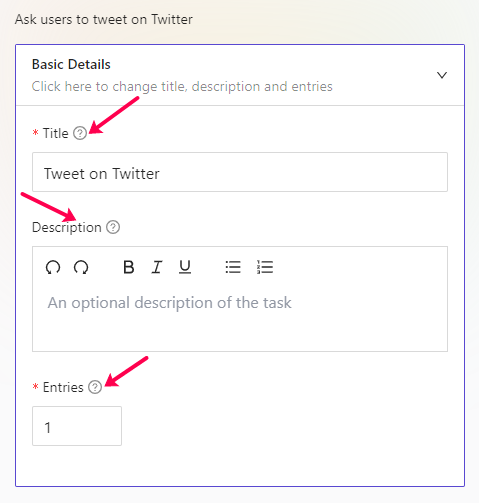 Ask users to tweet on Twitter
Basic Details
Click here to change title, description and entries
* Title ?
Tweet on Twitter
Description ?
B I U
An optional description of the task
* Entries ?
1